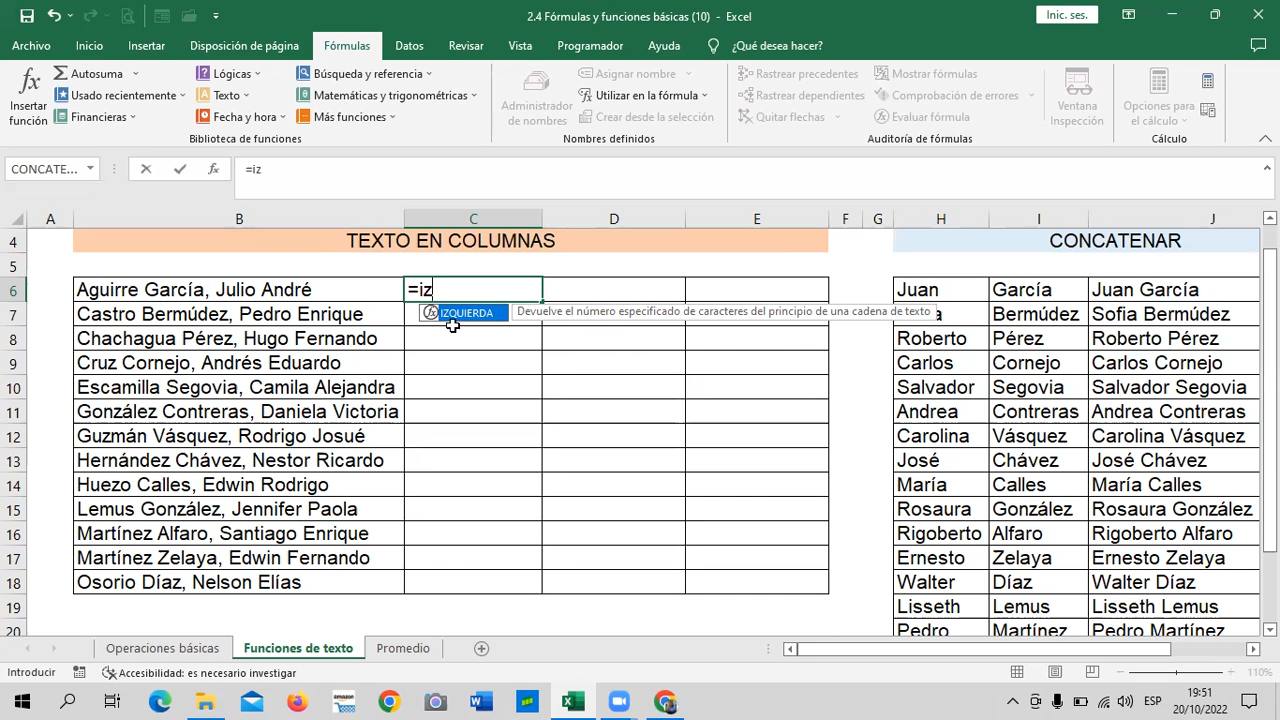 2.4 Fórmulas y funciones básicas (10) - Excel
Inic. ses.
Archivo Inicio Insertar Disposición de página Fórmulas Datos Revisar Vista Programador Ayuda ¿Qué desea hacer?
Insertar función
Autosuma
Usado recientemente
Financieras
Lógicas
Texto
Fecha y hora
Búsqueda y referencia
Matemáticas y trigonométricas
Más funciones
Biblioteca de funciones
Administrador de nombres
Asignar nombre
Utilizar en la fórmula
Crear desde la selección
Nombres definidos
Rastrear precedentes
Rastrear dependientes
Quitar flechas
Mostrar fórmulas
Comprobación de errores
Evaluar fórmula
Auditoría de fórmulas
Ventana Inspección
Opciones para el cálculo
Cálculo
CONCATE... fx =iz
A B C D E F G H I J
4 TEXTO EN COLUMNAS CONCATENAR
5
6 Aguirre García, Julio André =iz Juan García Juan García
IZQUIERDA Devuelve el número especificado de caracteres del principio de una cadena de texto
7 Castro Bermúdez, Pedro Enrique Bermúdez Sofia Bermúdez
8 Chachagua Pérez, Hugo Fernando Roberto Pérez Roberto Pérez
9 Cruz Cornejo, Andrés Eduardo Carlos Cornejo Carlos Cornejo
10 Escamilla Segovia, Camila Alejandra Salvador Segovia Salvador Segovia
11 González Contreras, Daniela Victoria Andrea Contreras Andrea Contreras
12 Guzmán Vásquez, Rodrigo Josué Carolina Vásquez Carolina Vásquez
13 Hernández Chávez, Nestor Ricardo José Chávez José Chávez
14 Huezo Calles, Edwin Rodrigo María Calles María Calles
15 Lemus González, Jennifer Paola Rosaura González Rosaura González
16 Martínez Alfaro, Santiago Enrique Rigoberto Alfaro Rigoberto Alfaro
17 Martínez Zelaya, Edwin Fernando Ernesto Zelaya Ernesto Zelaya
18 Osorio Díaz, Nelson Elías Walter Díaz Walter Díaz
19 Lisseth Lemus Lisseth Lemus
20 Pedro Martínez Pedro Martínez
Operaciones básicas Funciones de texto Promedio
Introducir Accesibilidad: es necesario investigar 110%
ESP 19:51
20/10/2022